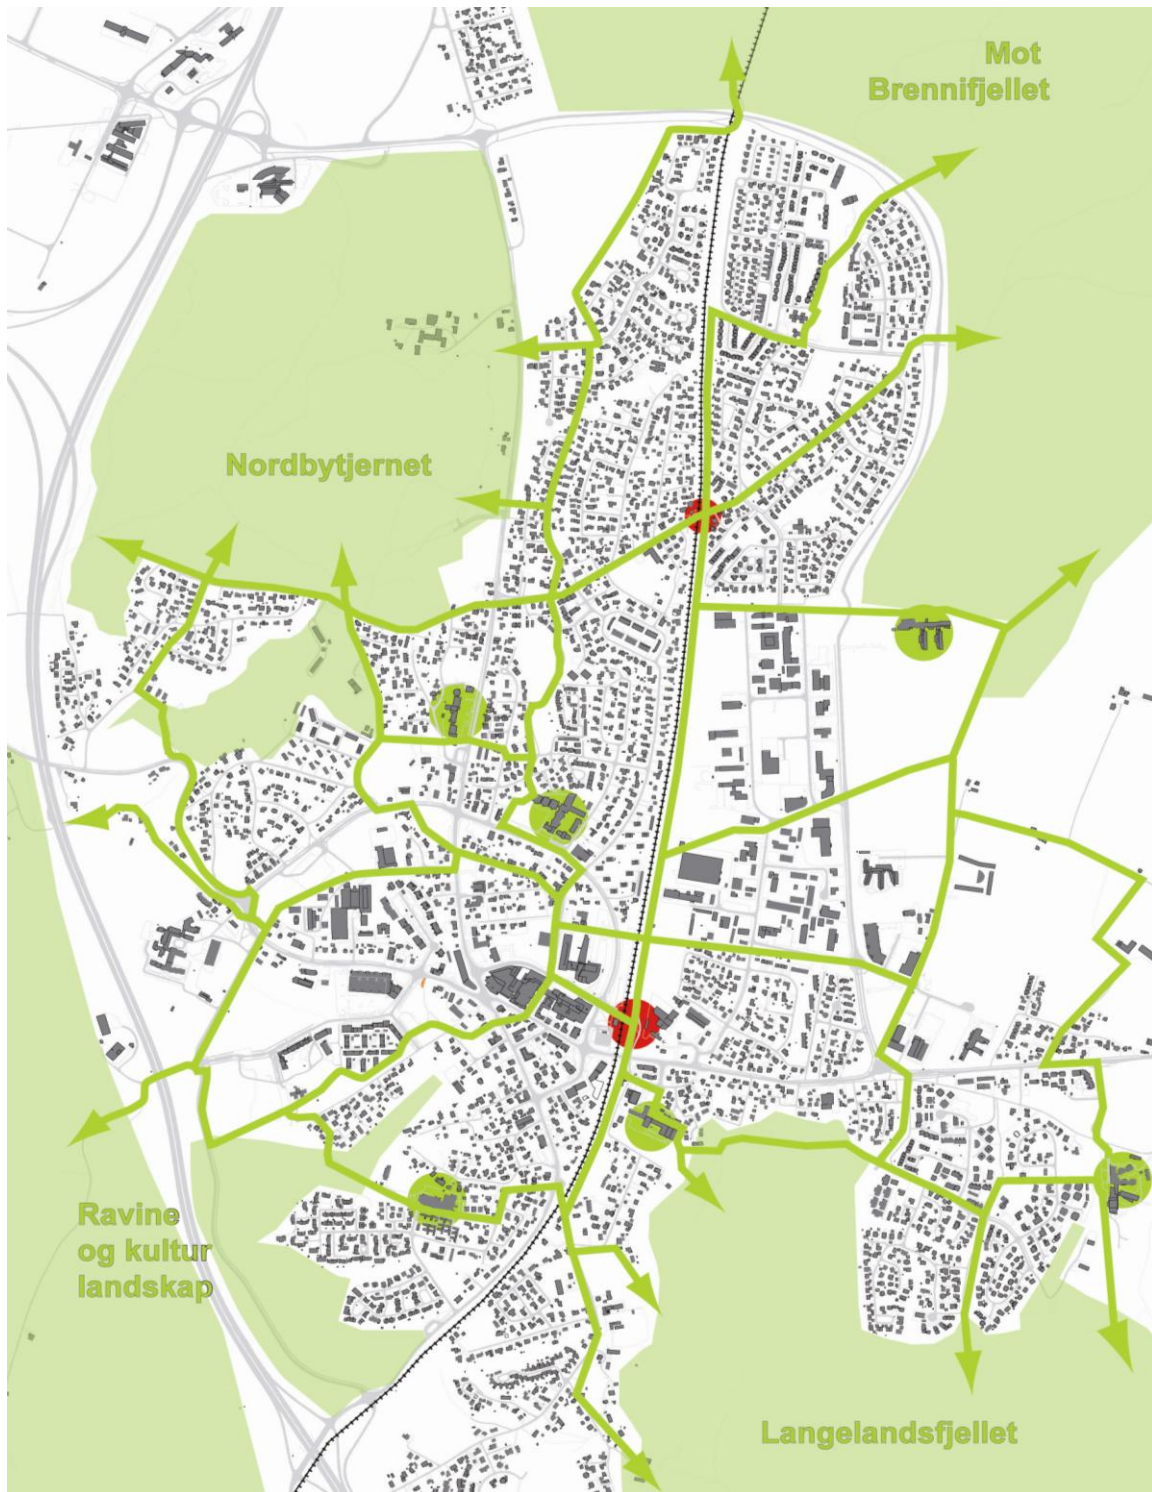 Mot
Brennifjellet
Nordbytjernet
Ravine
og kultur
landskap
Langelandsfjellet